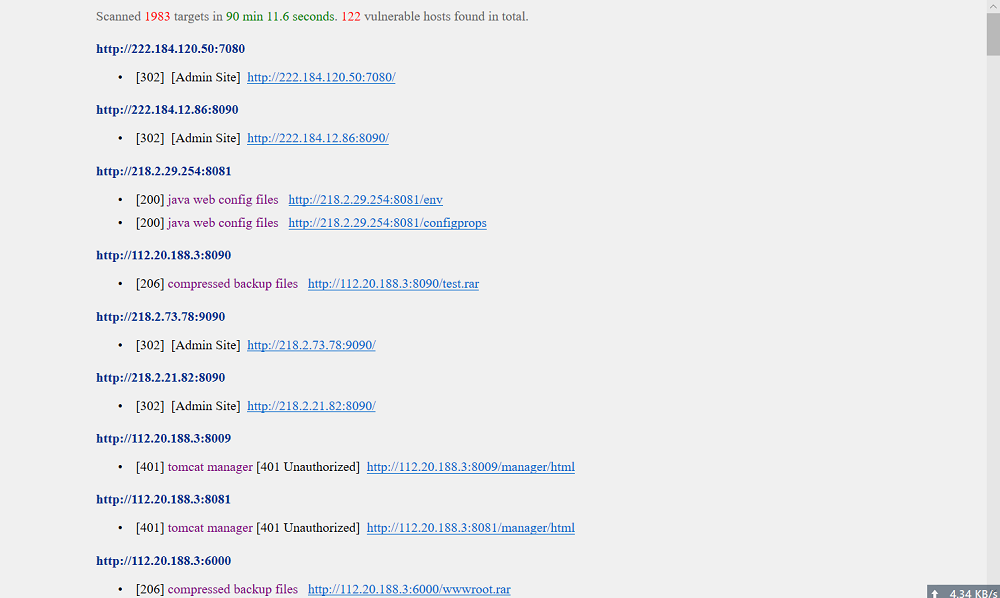 Scanned 1983 targets in 90 min 11.6 seconds. 122 vulnerable hosts found in total.
http://222.184.120.50:7080
• [302] [Admin Site] http://222.184.120.50:7080/
http://222.184.12.86:8090
• [302] [Admin Site] http://222.184.12.86:8090/
http://218.2.29.254:8081
• [200] java web config files http://218.2.29.254:8081/env
• [200] java web config files http://218.2.29.254:8081/configprops
http://112.20.188.3:8090
• [206] compressed backup files http://112.20.188.3:8090/test.rar
http://218.2.73.78:9090
• [302] [Admin Site] http://218.2.73.78:9090/
http://218.2.21.82:8090
• [302] [Admin Site] http://218.2.21.82:8090/
http://112.20.188.3:8009
• [401] tomcat manager [401 Unauthorized] http://112.20.188.3:8009/manager/html
http://112.20.188.3:8081
• [401] tomcat manager [401 Unauthorized] http://112.20.188.3:8081/manager/html
http://112.20.188.3:6000
• [206] compressed backup files http://112.20.188.3:6000/wwwroot.rar
4.34 KB/s